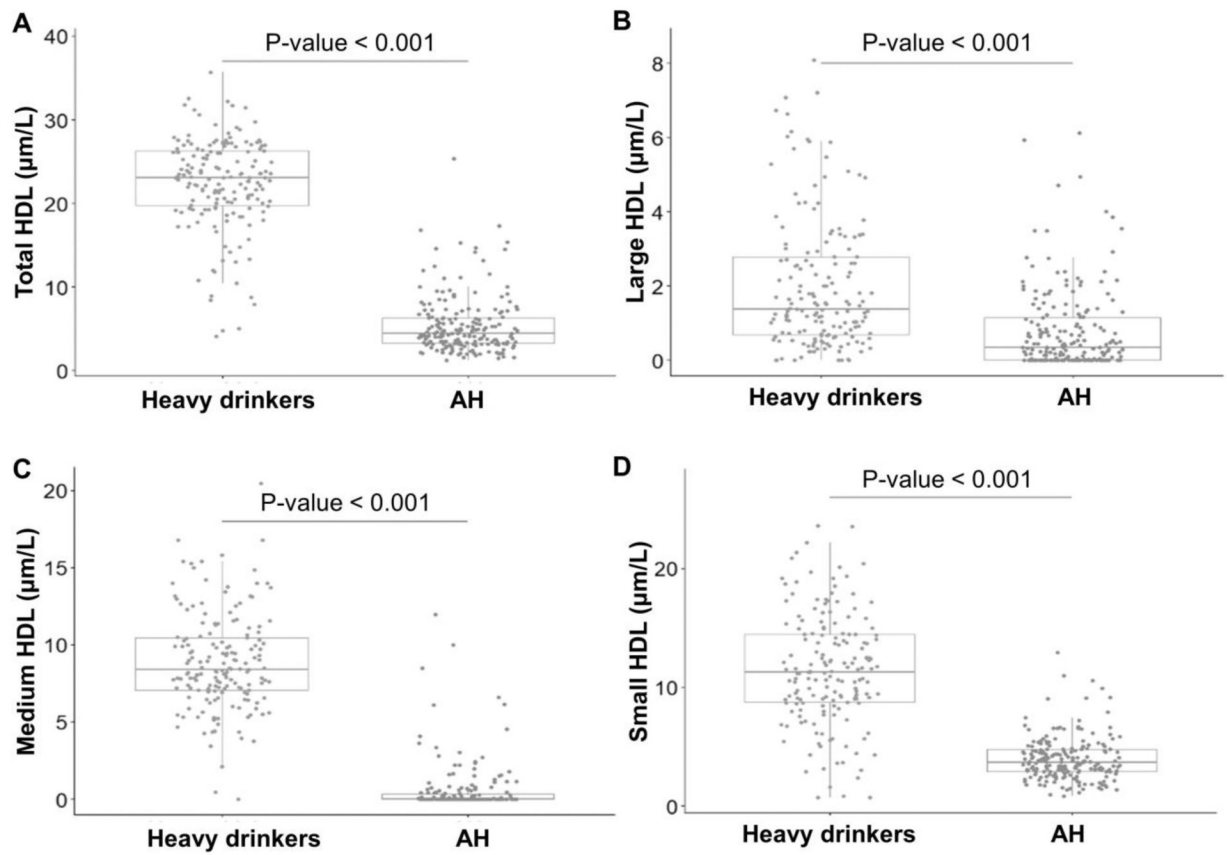 A
P-value < 0.001
Total HDL (μm/L)
40
30
20
10
0
Heavy drinkers
AH
B
P-value < 0.001
Large HDL (μm/L)
8
6
4
2
0
Heavy drinkers
AH
C
P-value < 0.001
Medium HDL (μm/L)
20
15
10
5
0
Heavy drinkers
AH
D
P-value < 0.001
Small HDL (μm/L)
20
10
0
Heavy drinkers
AH